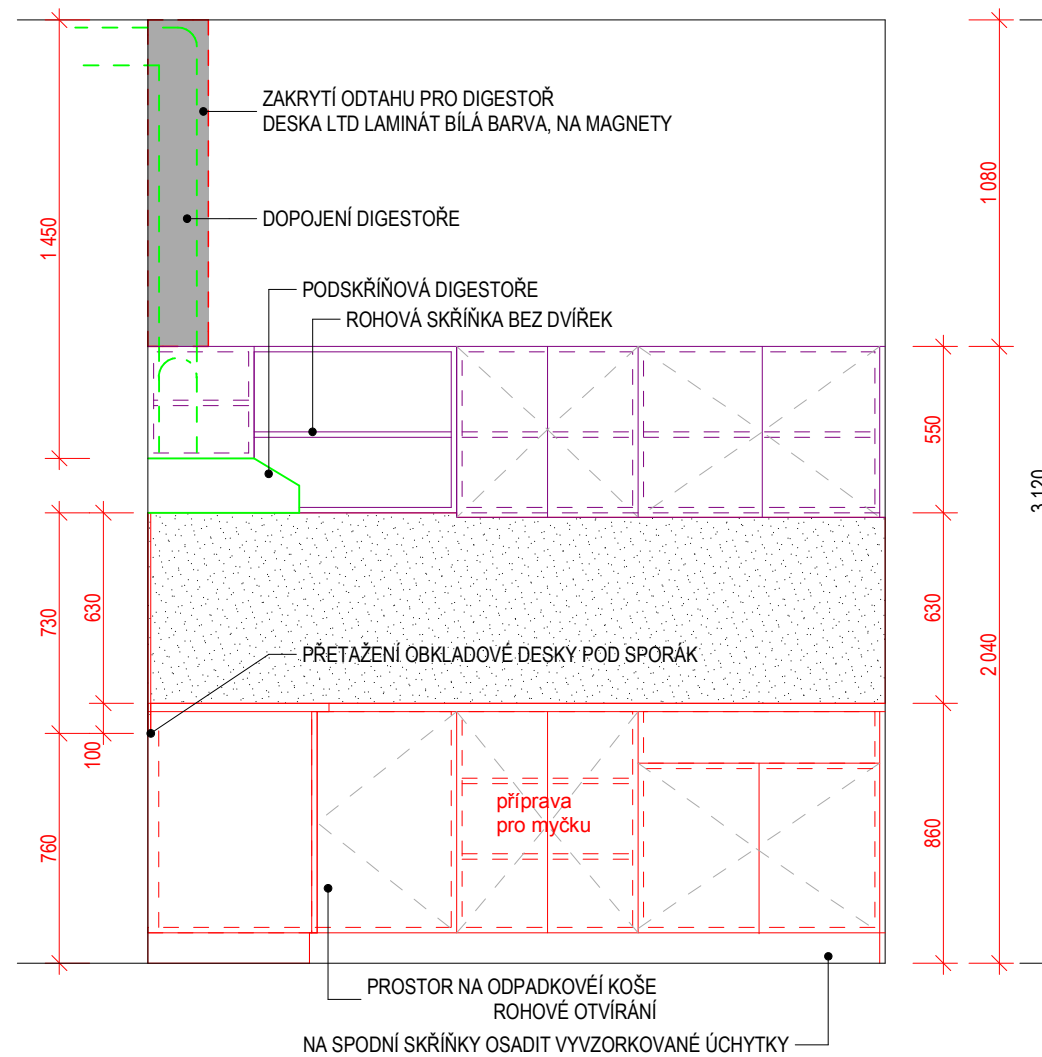 ZAKRYTÍ ODTAHU PRO DIGESTOŘ
DESKA LTD LAMINÁT BÍLÁ BARVA, NA MAGNETY
DOPOJENÍ DIGESTOŘE
PODSKŘÍŇOVÁ DIGESTOŘE
ROHOVÁ SKŘÍŇKA BEZ DVÍŘEK
1 450
1 080
550
3 120
730
630
630
2 040
PŘETAŽENÍ OBKLADOVÉ DESKY POD SPORÁK
100
760
příprava
pro myčku
860
PROSTOR NA ODPADKOVÉÍ KOŠE
ROHOVÉ OTVÍRÁNÍ
NA SPODNÍ SKŘÍŇKY OSADIT VYVZORKOVANÉ ÚCHYTKY